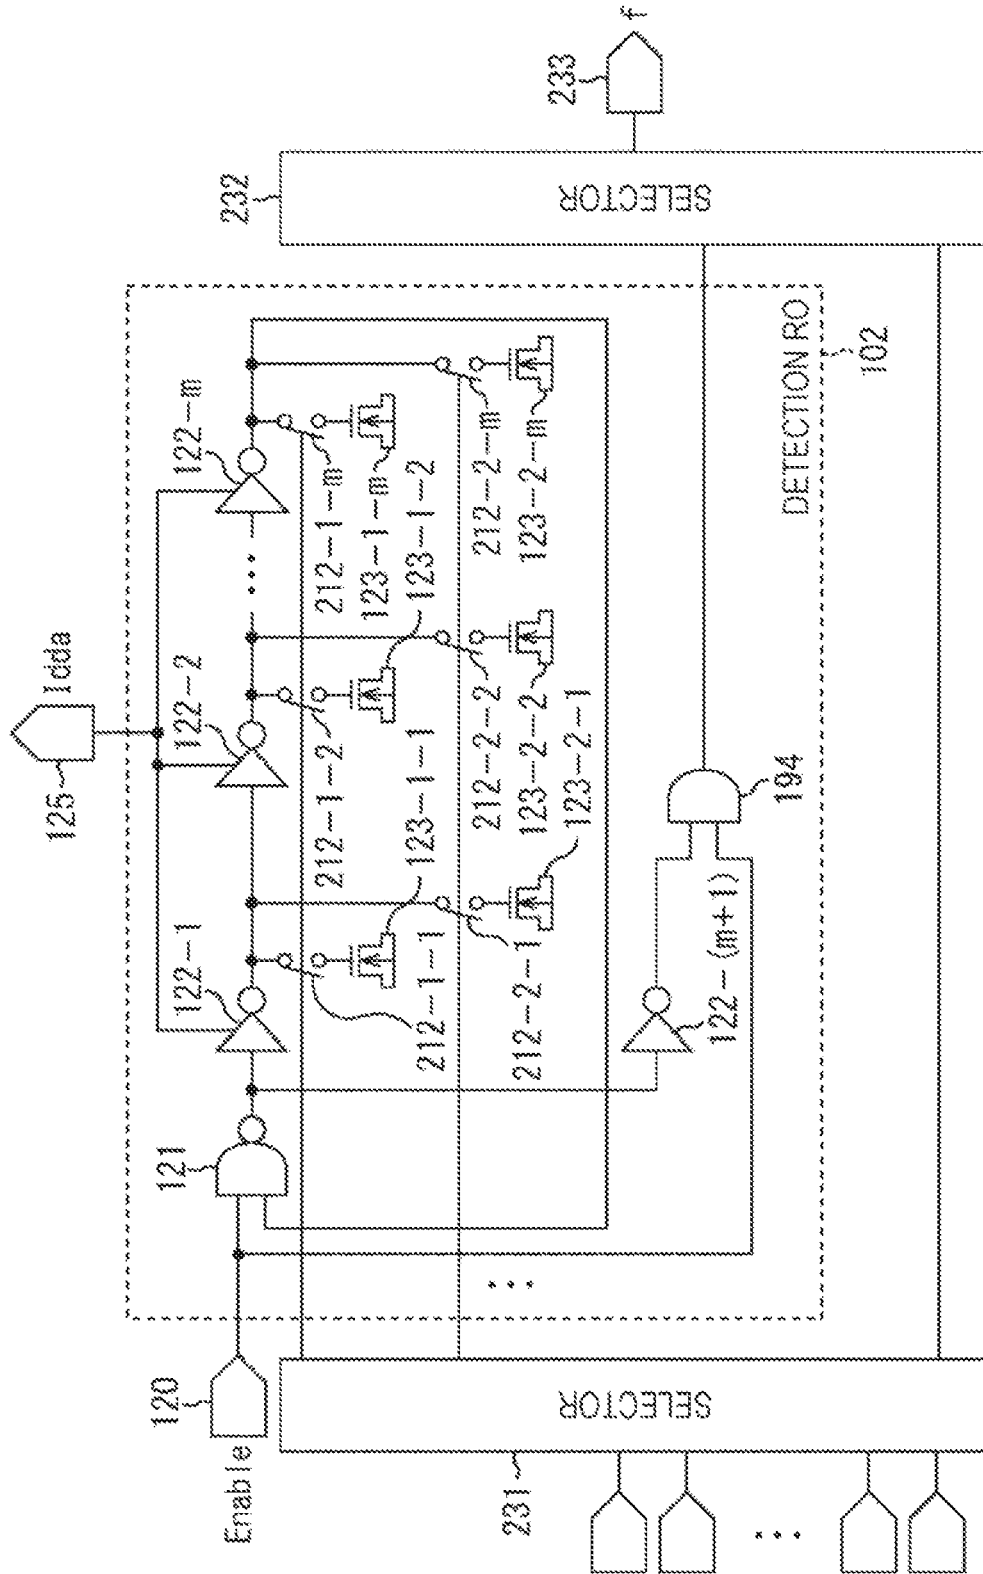 Idda
125
122-1
122-2
122-m
121
120
Enable
212-1-1
123-1-1
212-1-2
123-1-2
212-1-m
123-1-m
212-2-1
123-2-1
212-2-2
123-2-2
212-2-m
123-2-m
122-(m+1)
194
DETECTION RO
102
231
SELECTOR
232
SELECTOR
233
f